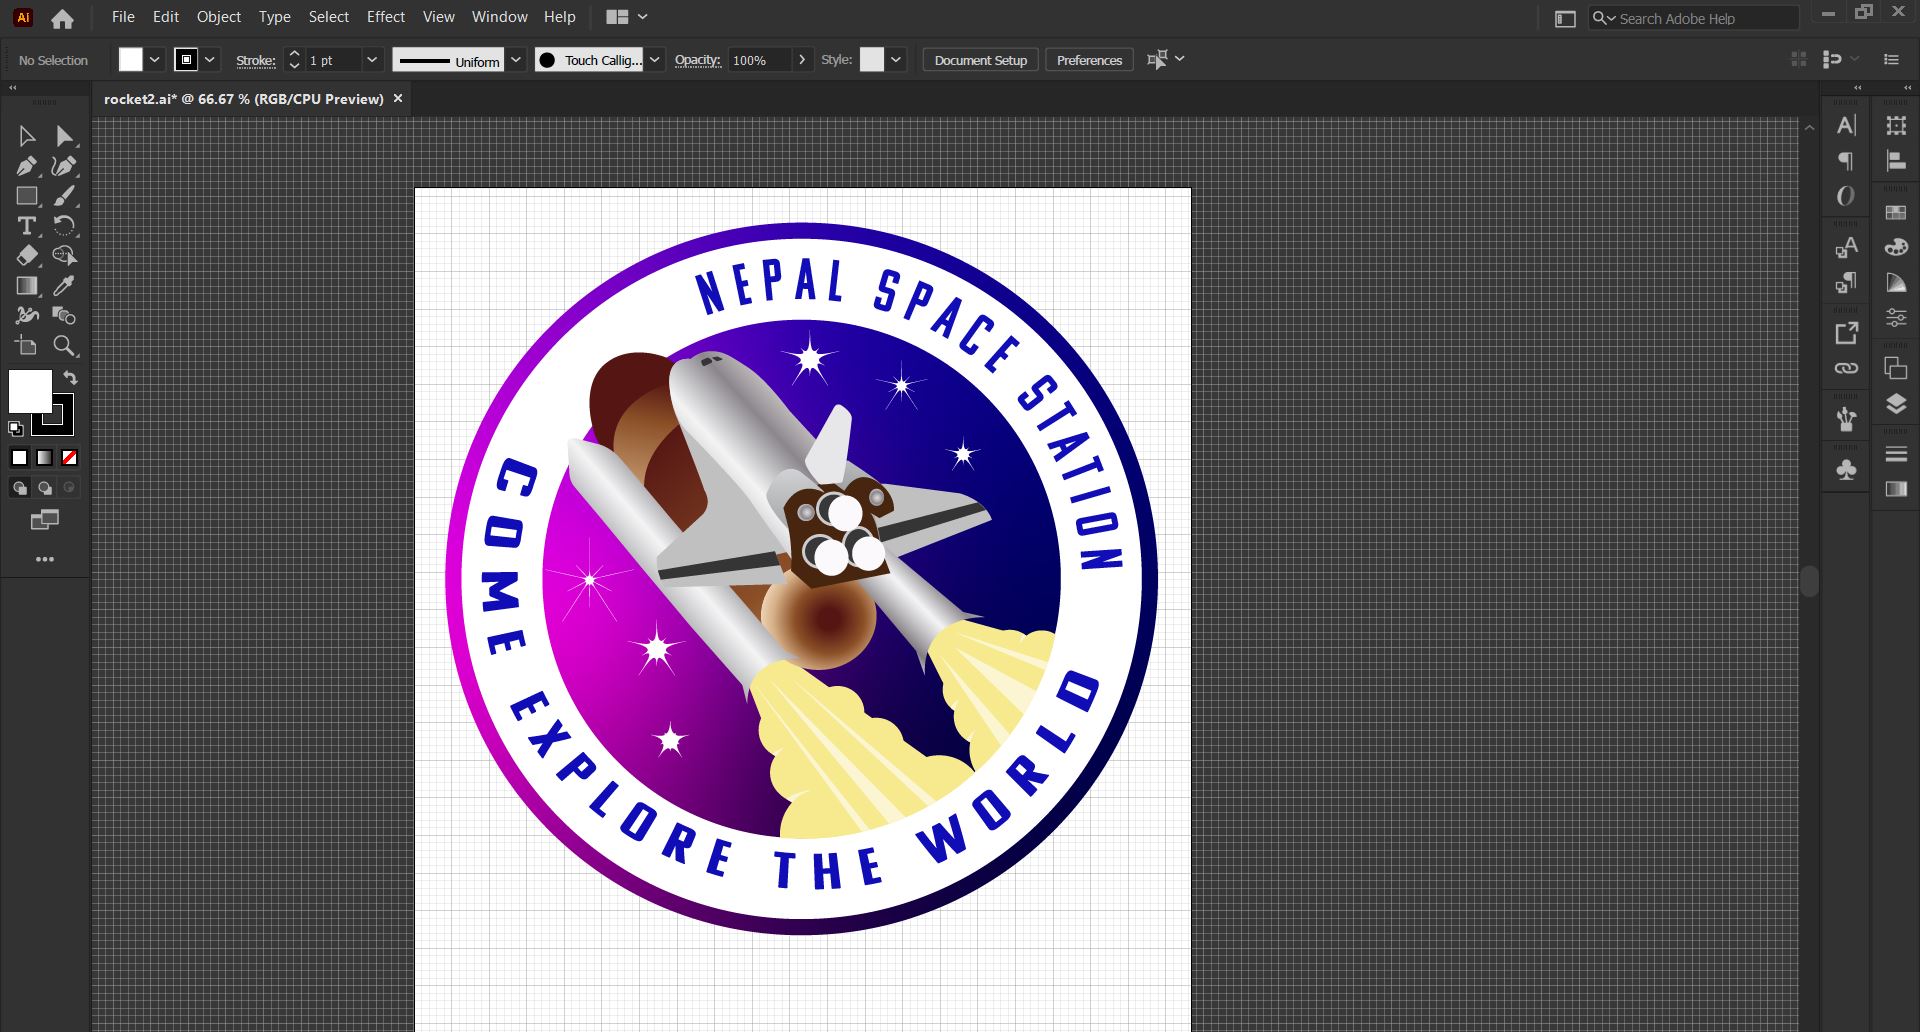 Ai File Edit Object Type Select Effect View Window Help Search Adobe Help
No Selection Stroke: 1 pt Uniform Touch Callig... Opacity: 100% Style: Document Setup Preferences
rocket2.ai* @ 66.67 % (RGB/CPU Preview)
NEPAL SPACE STATION
COME EXPLORE THE WORLD